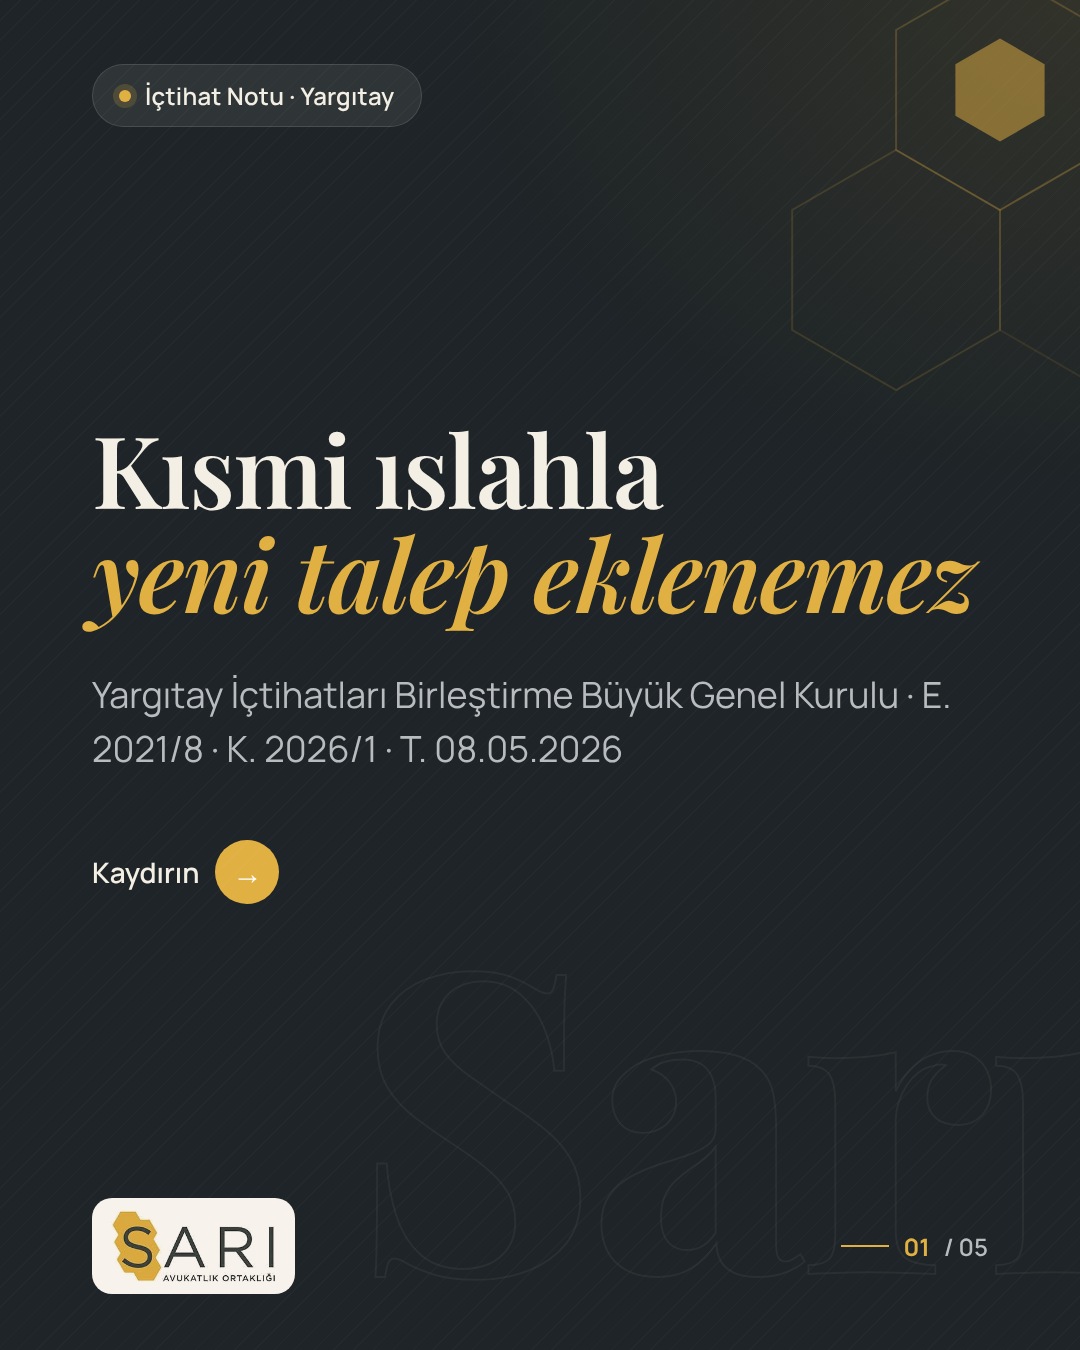 İçtihat Notu · Yargıtay
Kısmi ıslahla
yeni talep eklenemez
Yargıtay İçtihatları Birleştirme Büyük Genel Kurulu · E.
2021/8 · K. 2026/1 · T. 08.05.2026
Kaydırın →
Sarı
SARI
AVUKATLIK ORTAKLIĞI
01 / 05